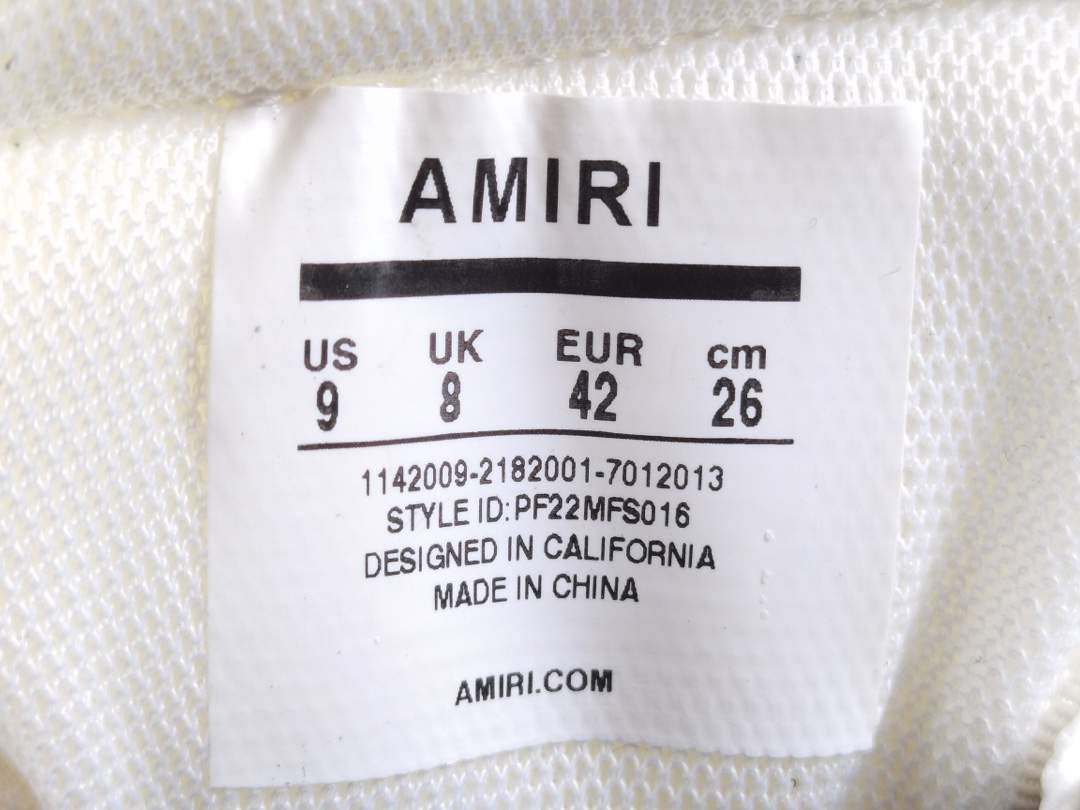 AMIRI
US UK EUR cm
9 8 42 26
1142009-2182001-7012013
STYLE ID:PF22MFS016
DESIGNED IN CALIFORNIA
MADE IN CHINA
AMIRI.COM